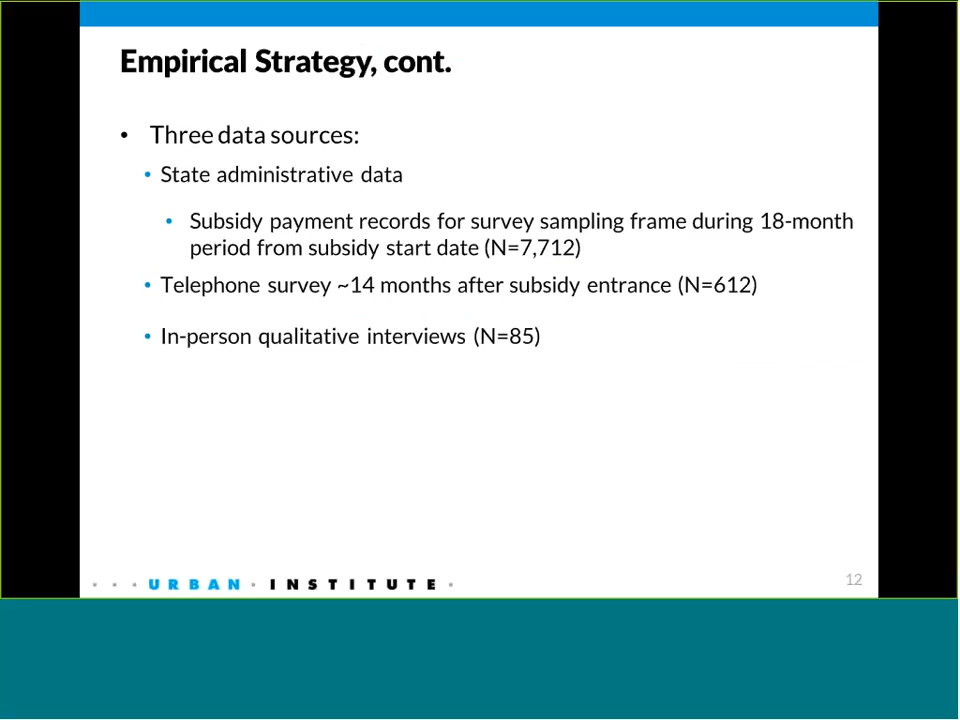 Empirical Strategy, cont.
• Three data sources:
• State administrative data
• Subsidy payment records for survey sampling frame during 18-month
period from subsidy start date (N=7,712)
• Telephone survey ~14 months after subsidy entrance (N=612)
• In-person qualitative interviews (N=85)
URBAN INSTITUTE
12